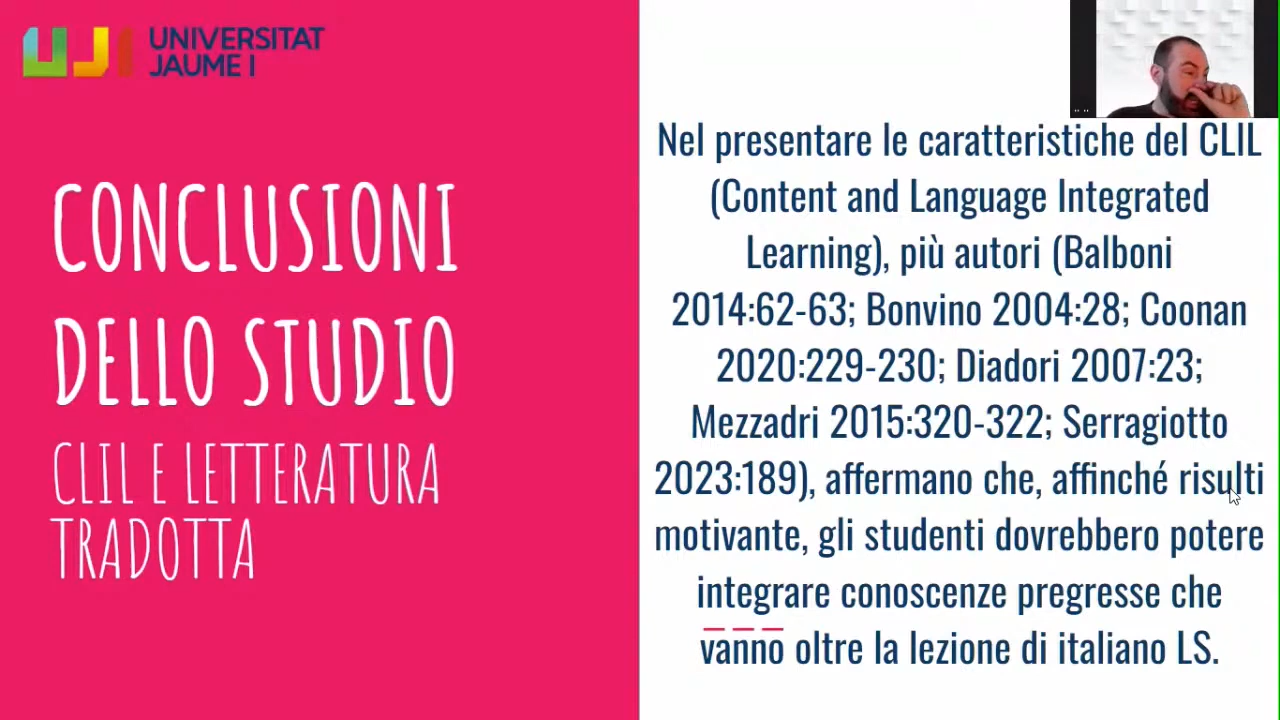 UJI UNIVERSITAT
JAUME I
CONCLUSIONI
DELLO STUDIO
CLIL E LETTERATURA
TRADOTTA
Nel presentare le caratteristiche del CLIL
(Content and Language Integrated
Learning), più autori (Balboni
2014:62-63; Bonvino 2004:28; Coonan
2020:229-230; Diadori 2007:23;
Mezzadri 2015:320-322; Serragiotto
2023:189), affermano che, affinché risulti
motivante, gli studenti dovrebbero potere
integrare conoscenze pregresse che
vanno oltre la lezione di italiano LS.